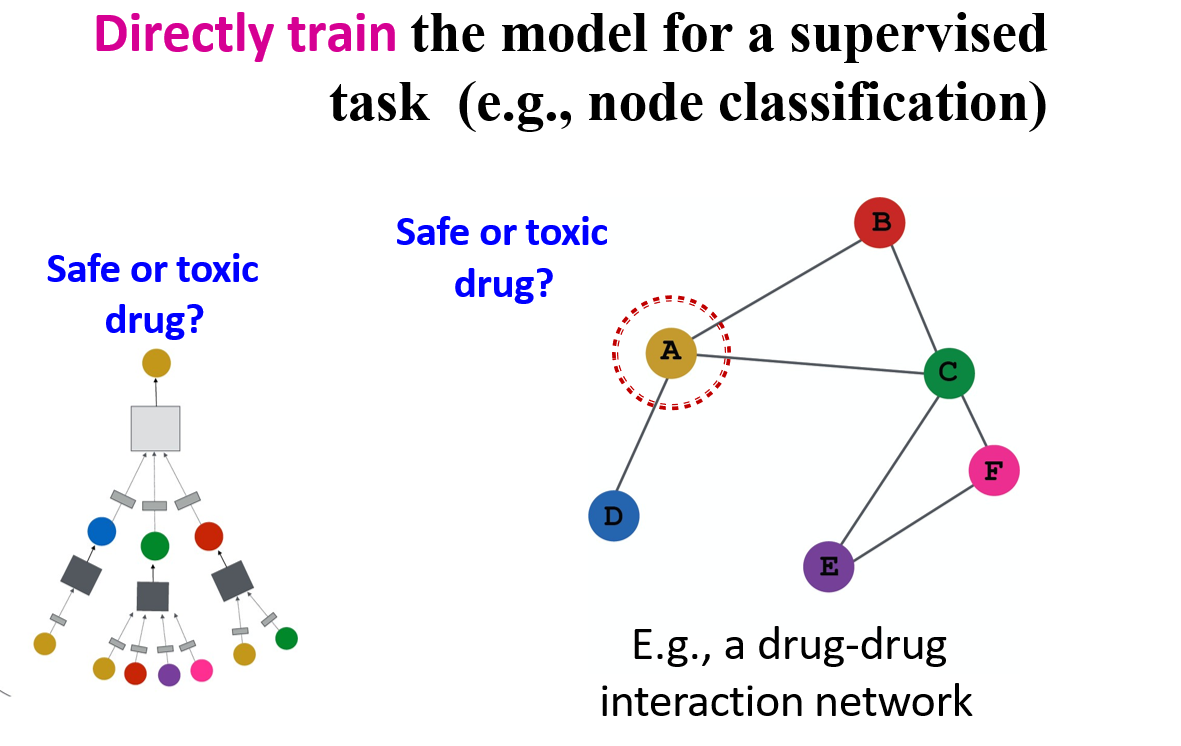 Directly train the model for a supervised
task (e.g., node classification)
Safe or toxic
drug?
Safe or toxic
drug?
B
A
C
F
D
E
E.g., a drug-drug
interaction network